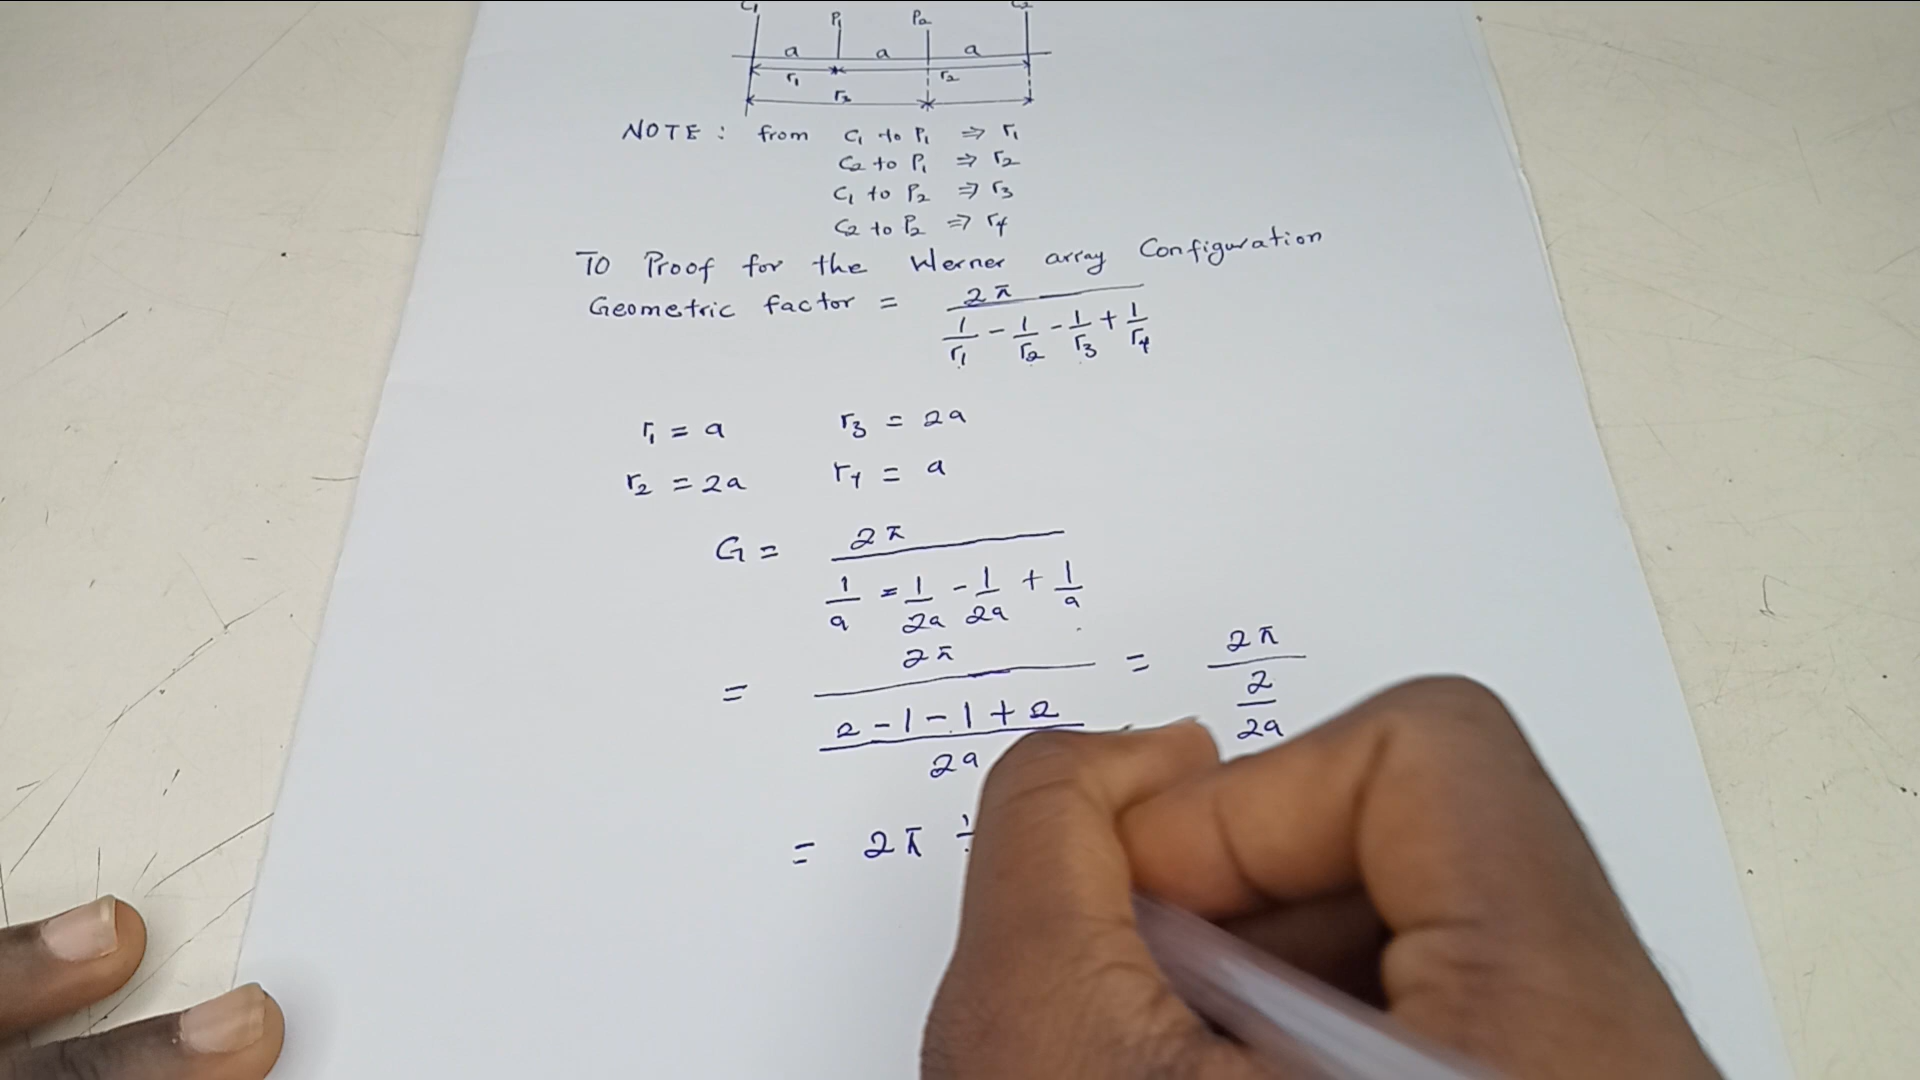 C1 P1 P2 C2
a a a
r1 r2
r3
NOTE : from C1 to P1 ⇒ r1
C2 to P1 ⇒ r2
C1 to P2 ⇒ r3
C2 to P2 ⇒ r4
TO Proof for the Werner array Configuration
Geometric factor = 2π / (1/r1 - 1/r2 - 1/r3 + 1/r4)
r1 = a r3 = 2a
r2 = 2a r4 = a
G = 2π / (1/a = 1/2a - 1/2a + 1/a)
= 2π / ((2 - 1 - 1 + 2) / 2a) = 2π / (2/2a)
= 2π ÷